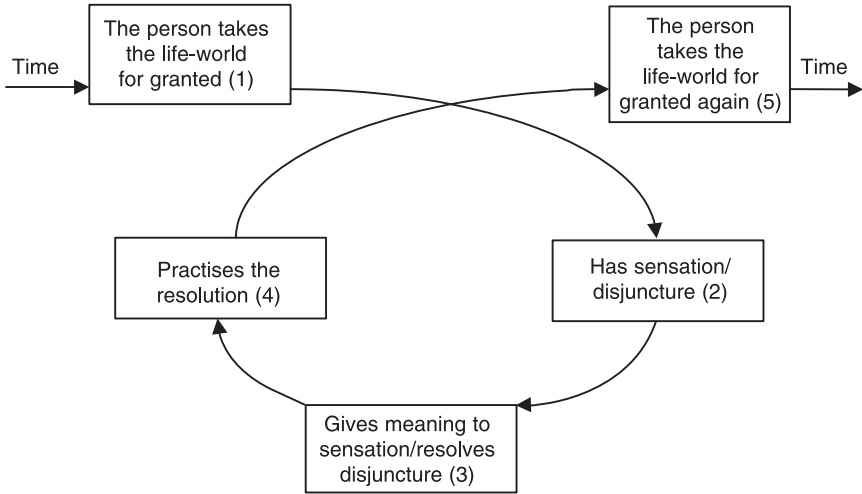 Time
The person takes
the life-world
for granted (1)
The person
takes the
life-world for
granted again (5)
Time
Practises the
resolution (4)
Has sensation/
disjuncture (2)
Gives meaning to
sensation/resolves
disjuncture (3)